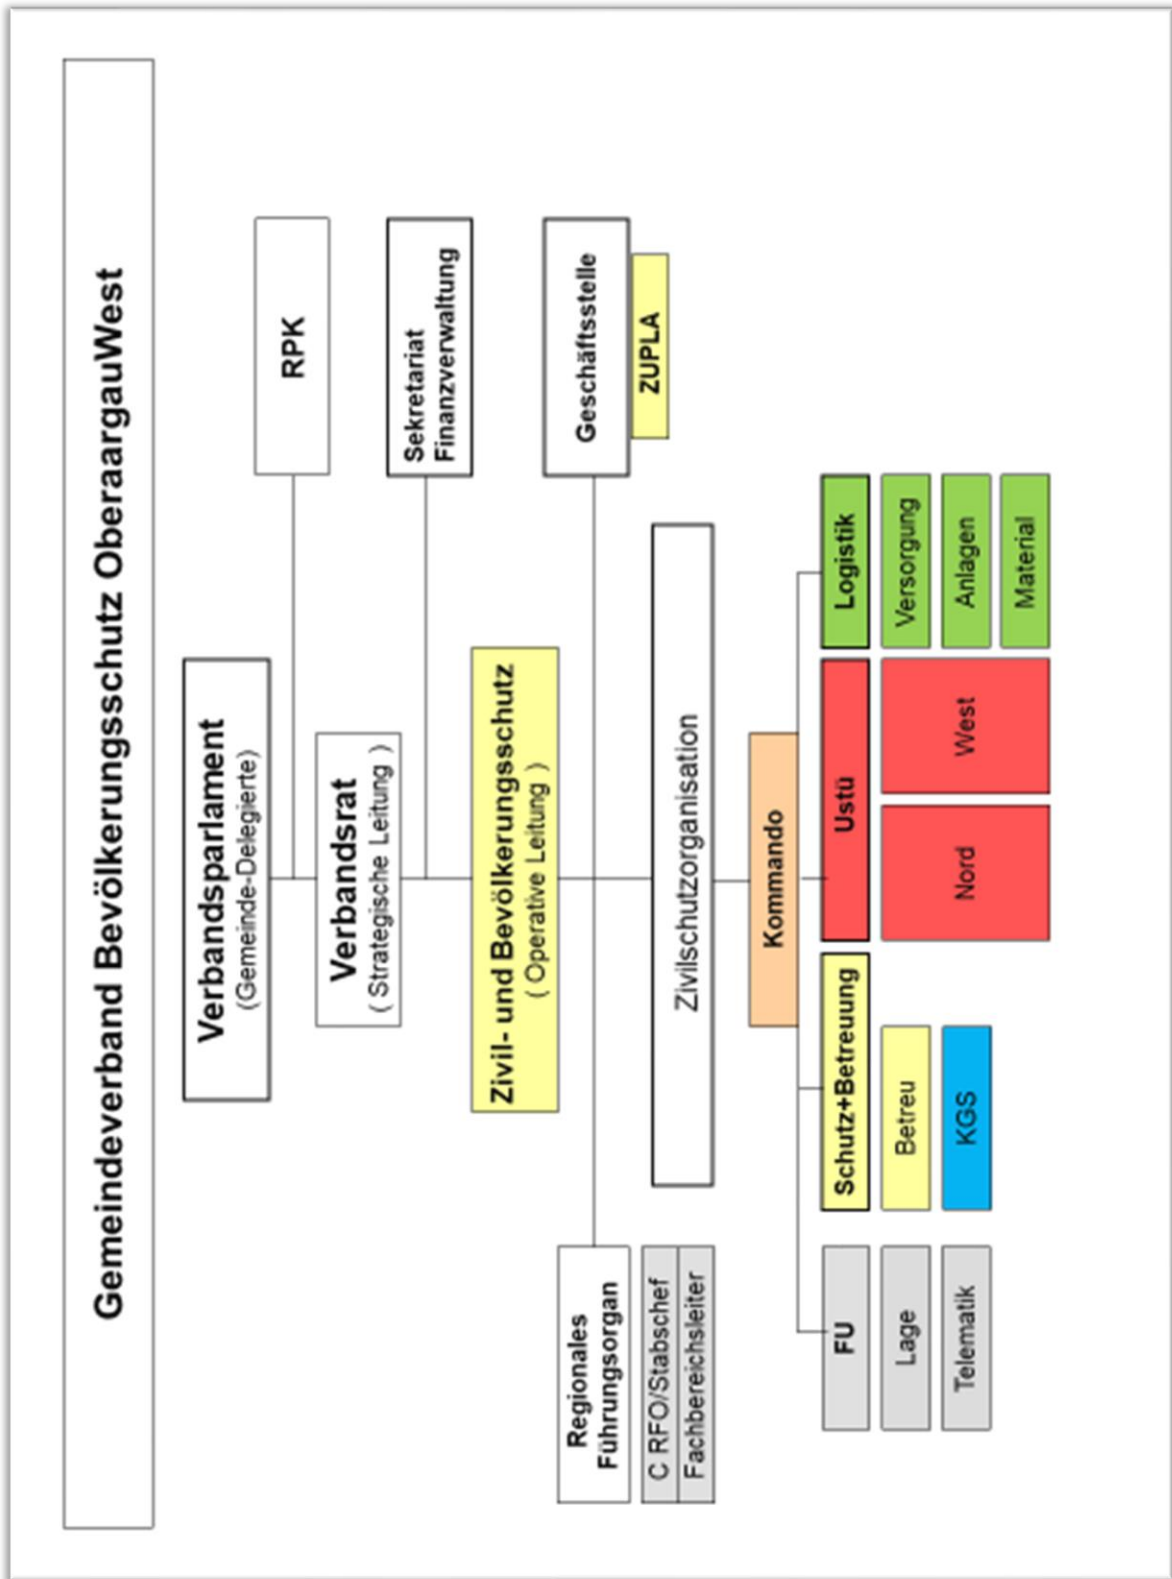 Gemeindeverband Bevölkerungsschutz OberaargauWest
Verbandsparlament
(Gemeinde-Delegierte)
RPK
Verbandsrat
( Strategische Leitung )
Sekretariat
Finanzverwaltung
Zivil- und Bevölkerungsschutz
( Operative Leitung )
Regionales
Führungsorgan
C RFO/Stabschef
Fachbereichsleiter
Geschäftsstelle
ZUPLA
Zivilschutzorganisation
Kommando
FU
Schutz+Betreuung
Ustü
Logistik
Lage
Betreu
Nord
West
Versorgung
Telematik
KGS
Anlagen
Material